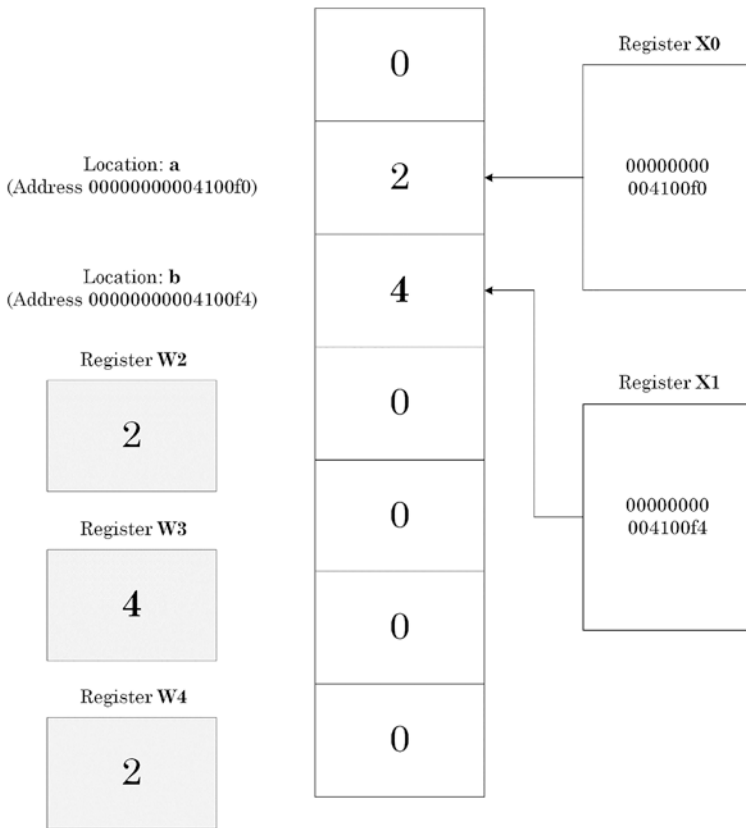 0
Register X0
Location: a
(Address 00000000004100f0)
2
00000000
004100f0
Location: b
(Address 00000000004100f4)
4
Register W2
2
0
Register X1
Register W3
4
0
00000000
004100f4
0
Register W4
2
0